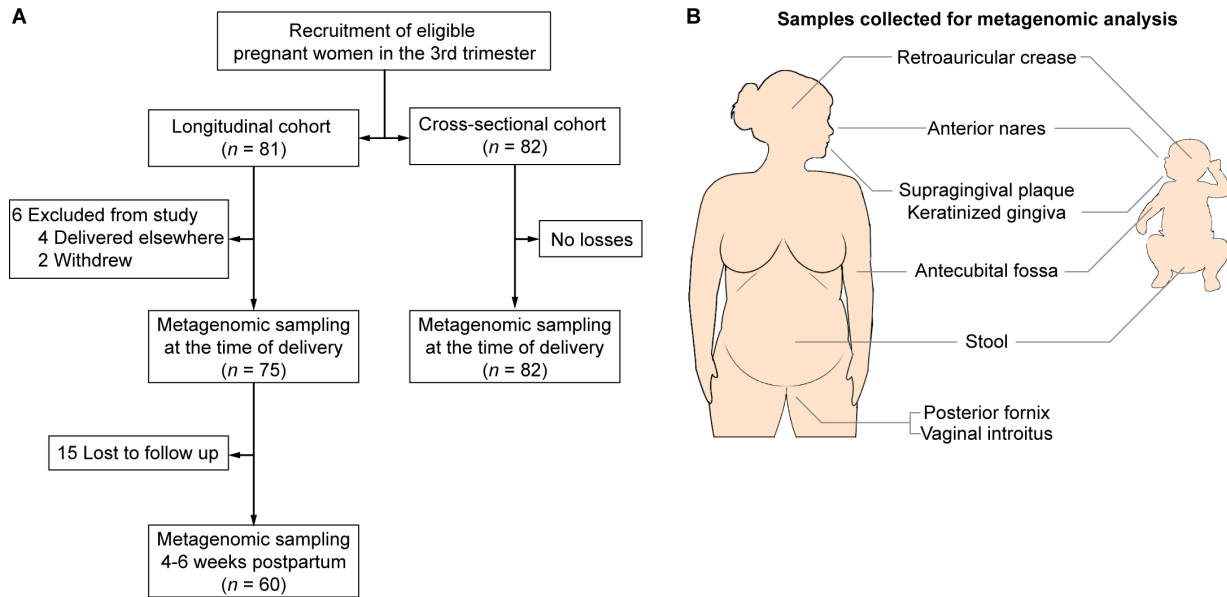 A
Recruitment of eligible
pregnant women in the 3rd trimester
Longitudinal cohort
(n = 81)
Cross-sectional cohort
(n = 82)
6 Excluded from study
4 Delivered elsewhere
2 Withdrew
No losses
Metagenomic sampling
at the time of delivery
(n = 75)
Metagenomic sampling
at the time of delivery
(n = 82)
15 Lost to follow up
Metagenomic sampling
4-6 weeks postpartum
(n = 60)
B
Samples collected for metagenomic analysis
Retroauricular crease
Anterior nares
Supragingival plaque
Keratinized gingiva
Antecubital fossa
Stool
Posterior fornix
Vaginal introitus